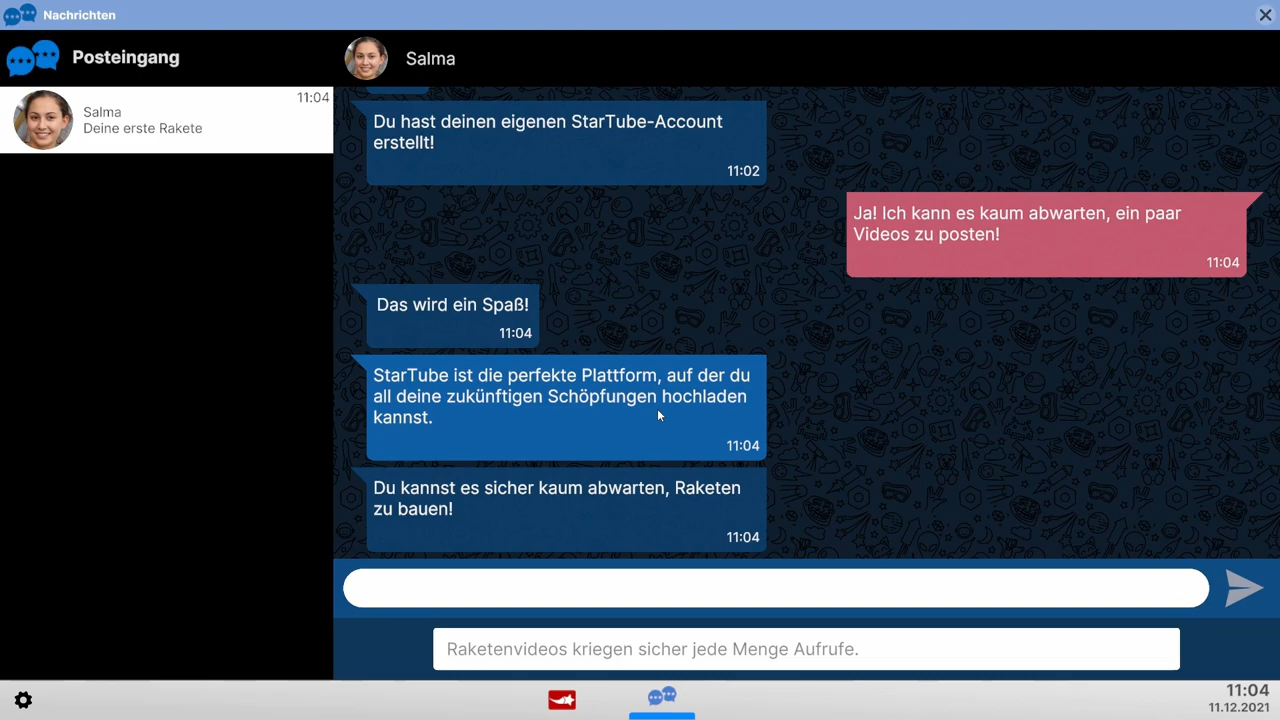 Nachrichten
Posteingang
Salma
11:04
Salma
Deine erste Rakete
Du hast deinen eigenen StarTube-Account
erstellt!
11:02
Ja! Ich kann es kaum abwarten, ein paar
Videos zu posten!
11:04
Das wird ein Spaß!
11:04
StarTube ist die perfekte Plattform, auf der du
all deine zukünftigen Schöpfungen hochladen
kannst.
11:04
Du kannst es sicher kaum abwarten, Raketen
zu bauen!
11:04
Raketenvideos kriegen sicher jede Menge Aufrufe.
11:04
11.12.2021